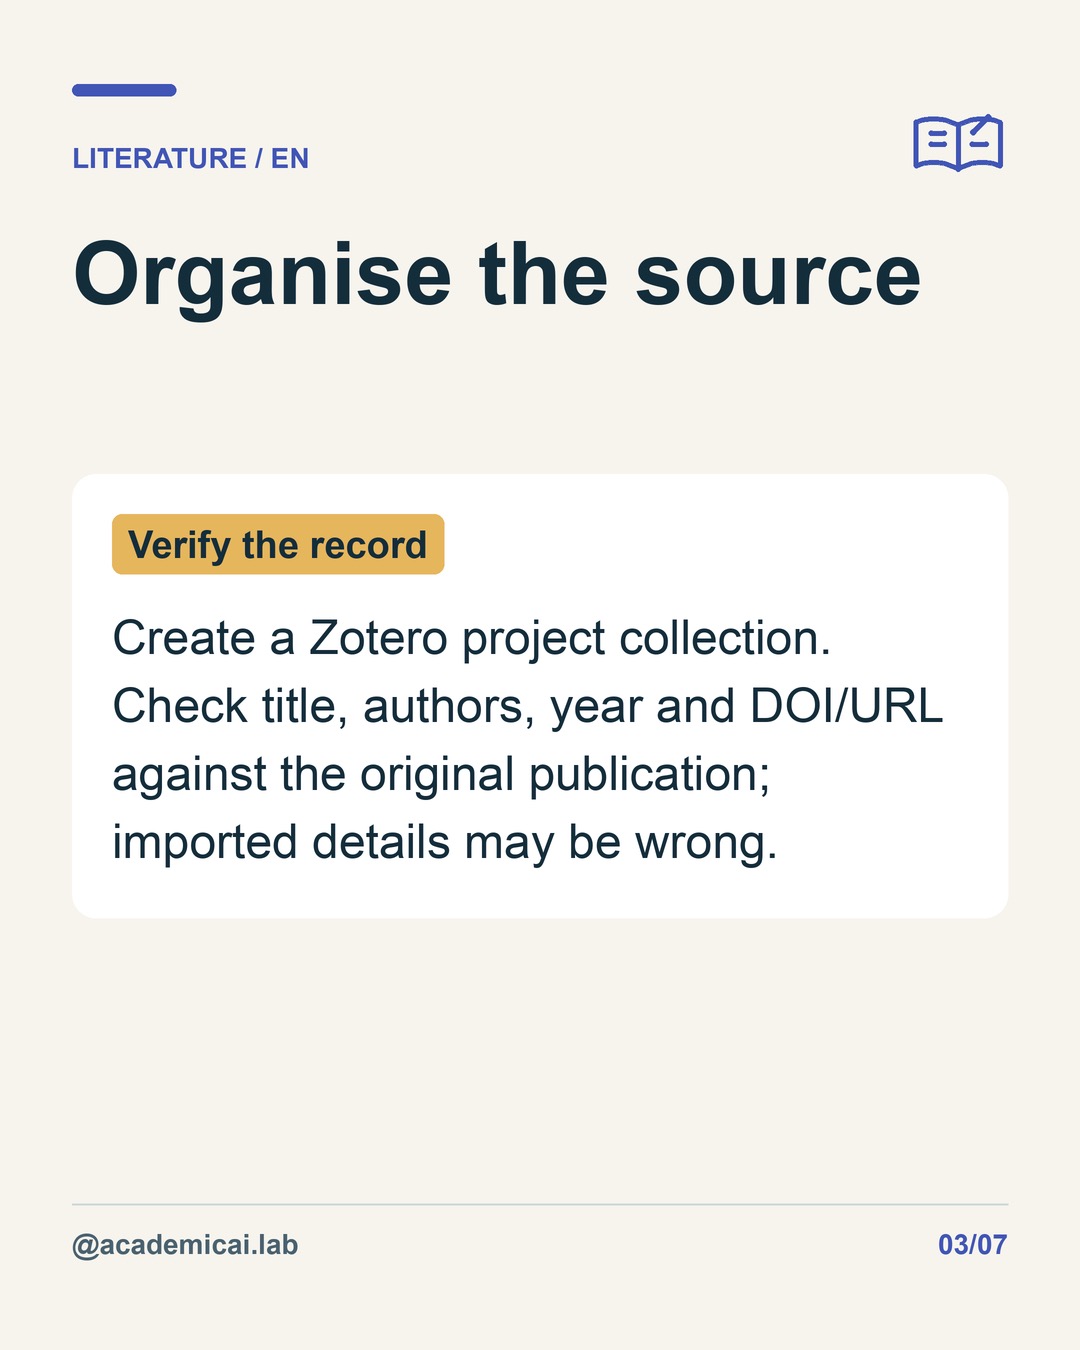 LITERATURE / EN
Organise the source
Verify the record
Create a Zotero project collection.
Check title, authors, year and DOI/URL
against the original publication;
imported details may be wrong.
@academicai.lab
03/07